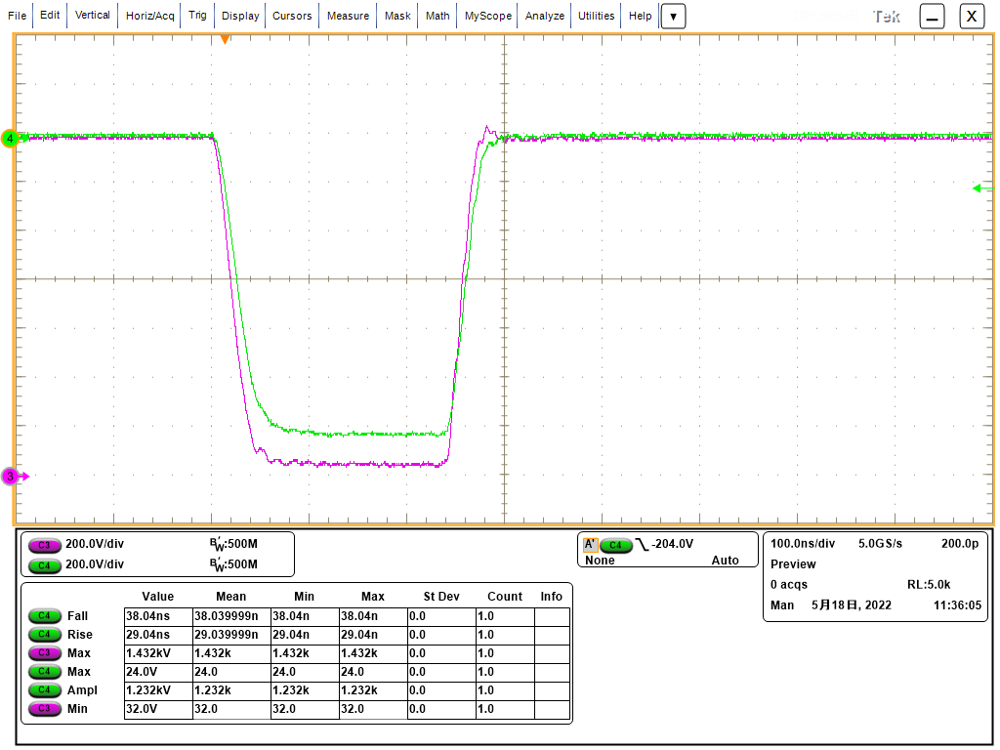 File Edit Vertical Horiz/Acq Trig Display Cursors Measure Mask Math MyScope Analyze Utilities Help ▼ Tek X
4
3
C3 200.0V/div BW:500M
C4 200.0V/div BW:500M
A' C4 -204.0V
None Auto
100.0ns/div 5.0GS/s 200.0p
Preview
0 acqs RL:5.0k
Man 5月18日, 2022 11:36:05
Value Mean Min Max St Dev Count Info
C4 Fall 38.04ns 38.039999n 38.04n 38.04n 0.0 1.0
C4 Rise 29.04ns 29.039999n 29.04n 29.04n 0.0 1.0
C3 Max 1.432kV 1.432k 1.432k 1.432k 0.0 1.0
C4 Max 24.0V 24.0 24.0 24.0 0.0 1.0
C4 Ampl 1.232kV 1.232k 1.232k 1.232k 0.0 1.0
C3 Min 32.0V 32.0 32.0 32.0 0.0 1.0